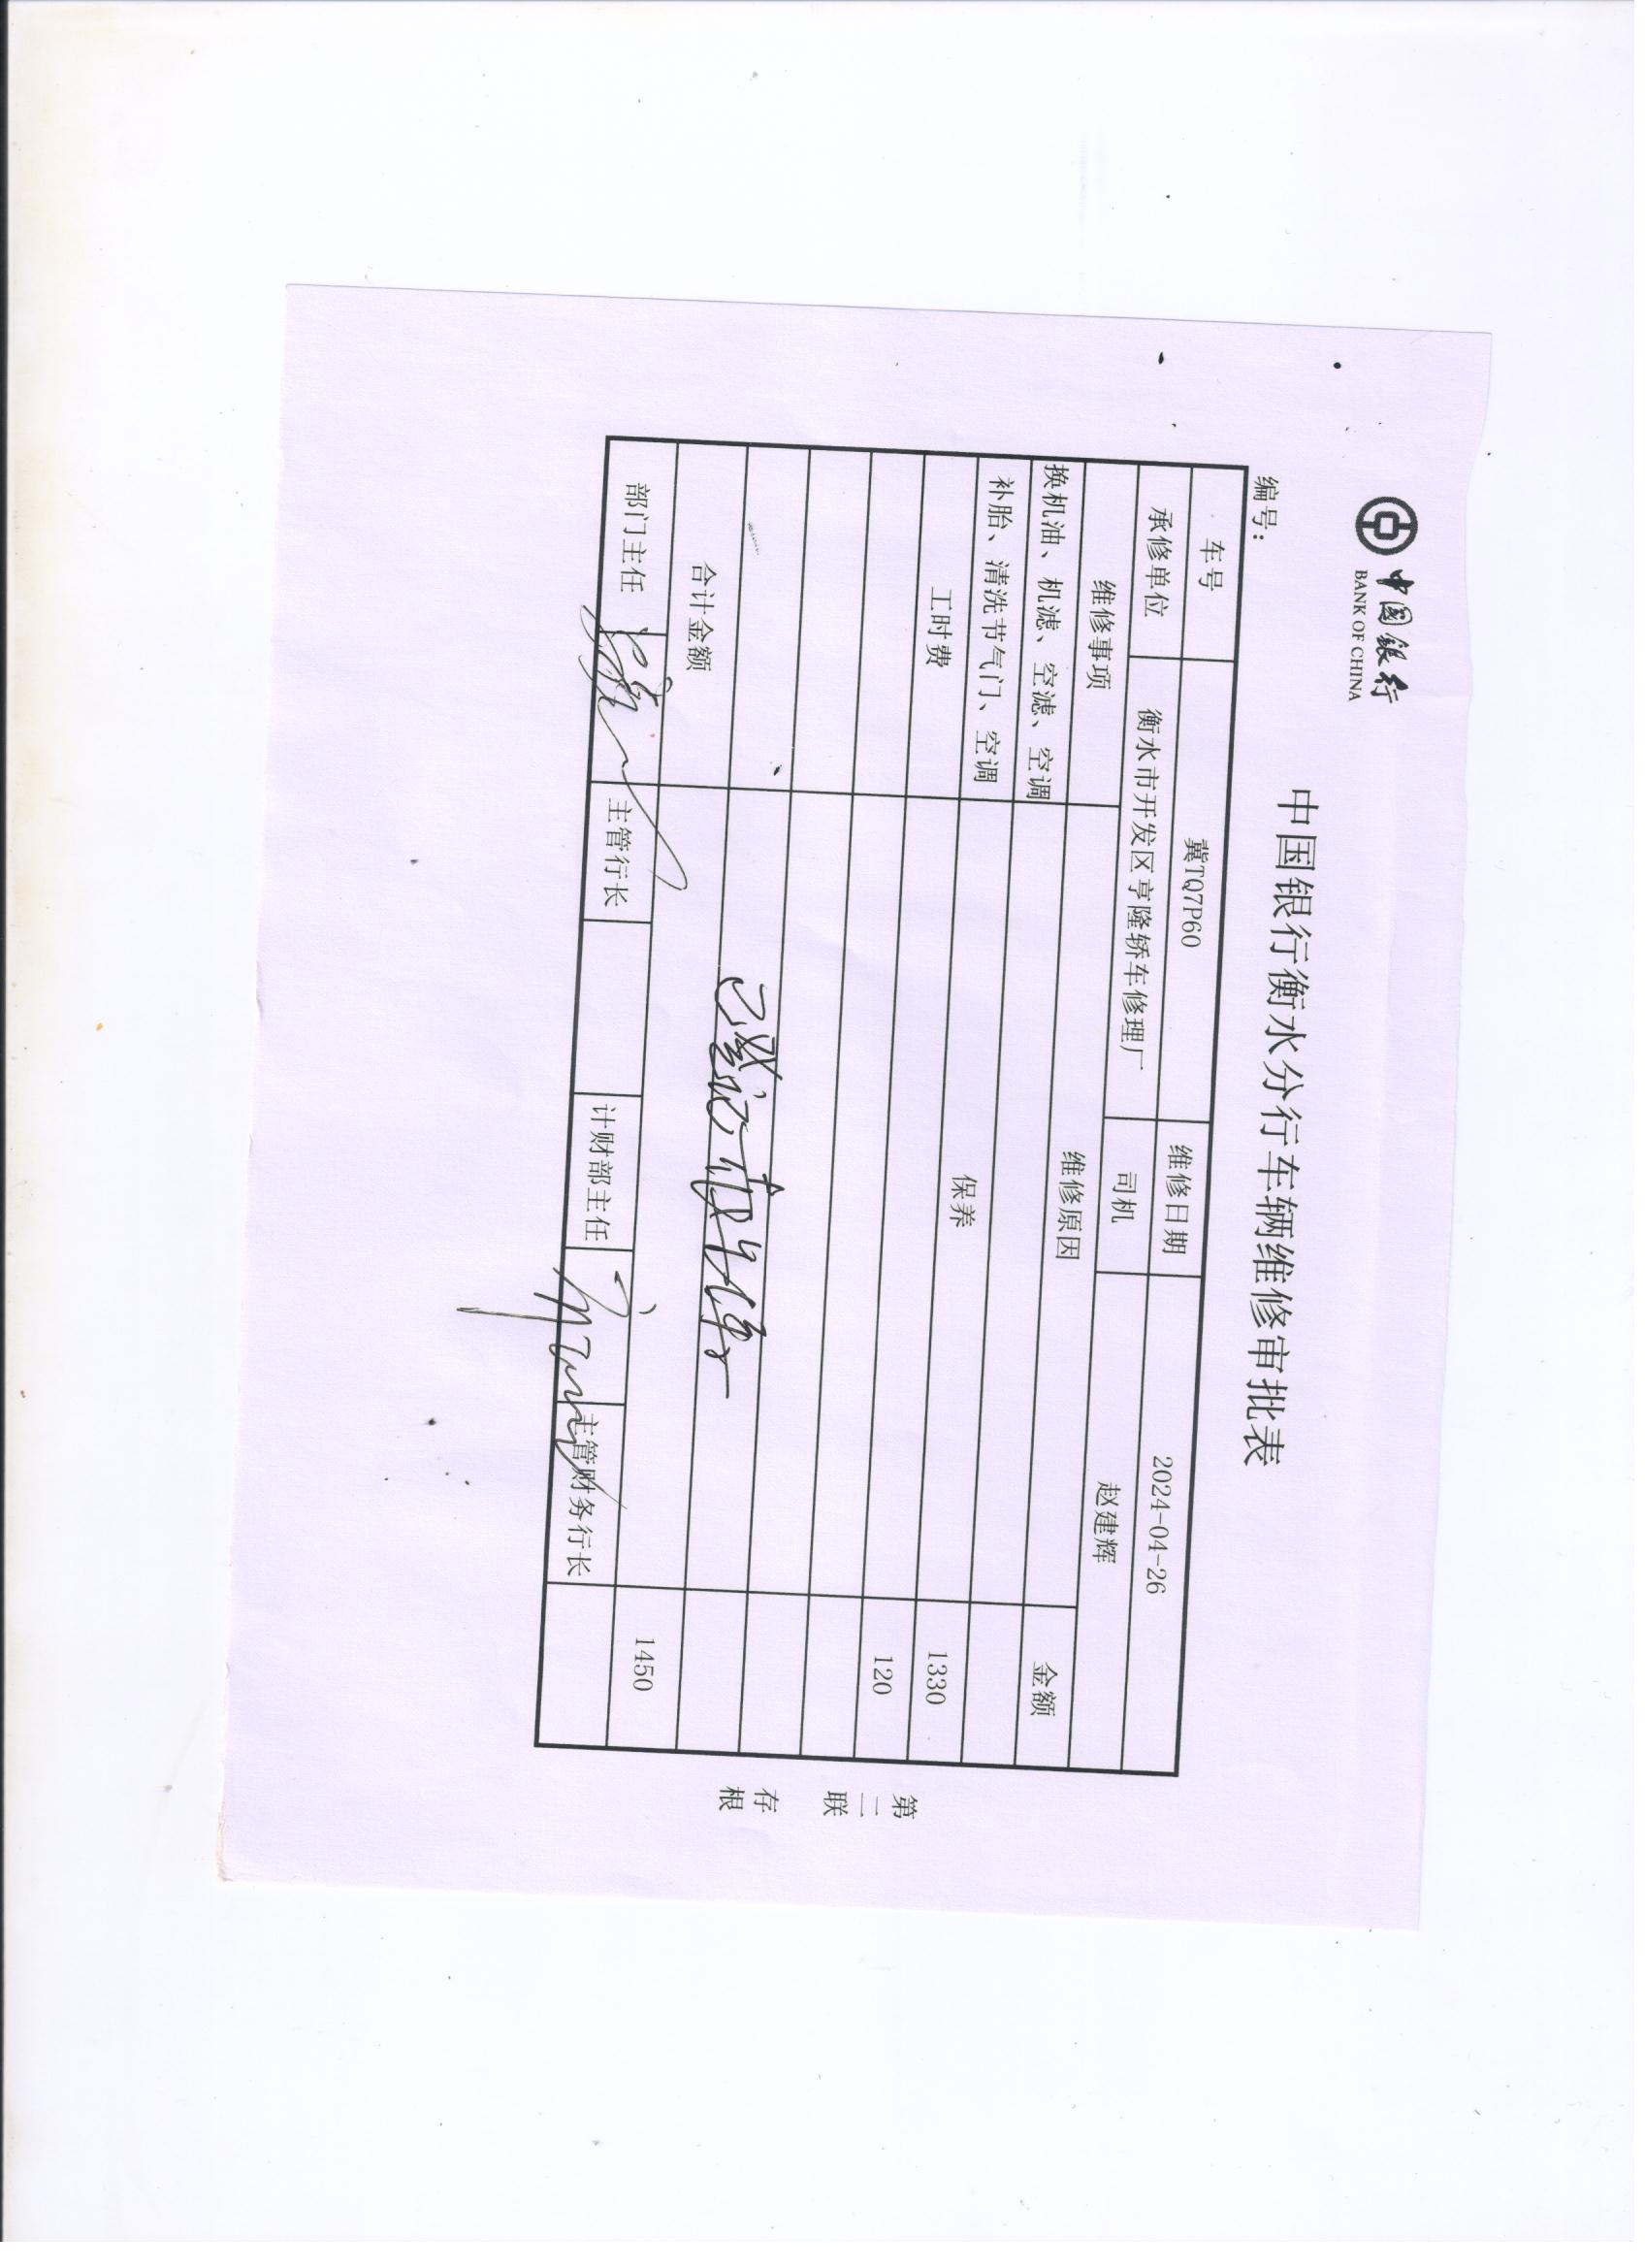 中国银行
BANK OF CHINA
中国银行衡水分行车辆维修审批表
编号：
车号 冀TQ7P60 维修日期 2024-04-26
承修单位 衡水市开发区亨隆轿车修理厂 司机 赵建辉
维修事项 维修原因 金额
换机油、机滤、空滤、空调
补胎、清洗节气门、空调 保养 1330
工时费 120
合计金额 1450
部门主任 主管行长 计财部主任 主管财务行长
第二联
存根